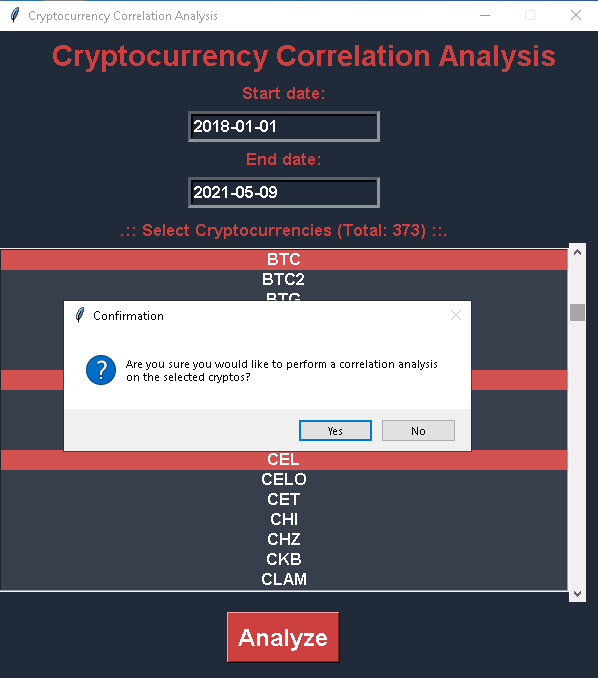 Cryptocurrency Correlation Analysis
Cryptocurrency Correlation Analysis
Start date:
2018-01-01
End date:
2021-05-09
.:: Select Cryptocurrencies (Total: 373) ::.
BTC
BTC2
BTG
Confirmation
?
Are you sure you would like to perform a correlation analysis
on the selected cryptos?
Yes No
CEL
CELO
CET
CHI
CHZ
CKB
CLAM
Analyze